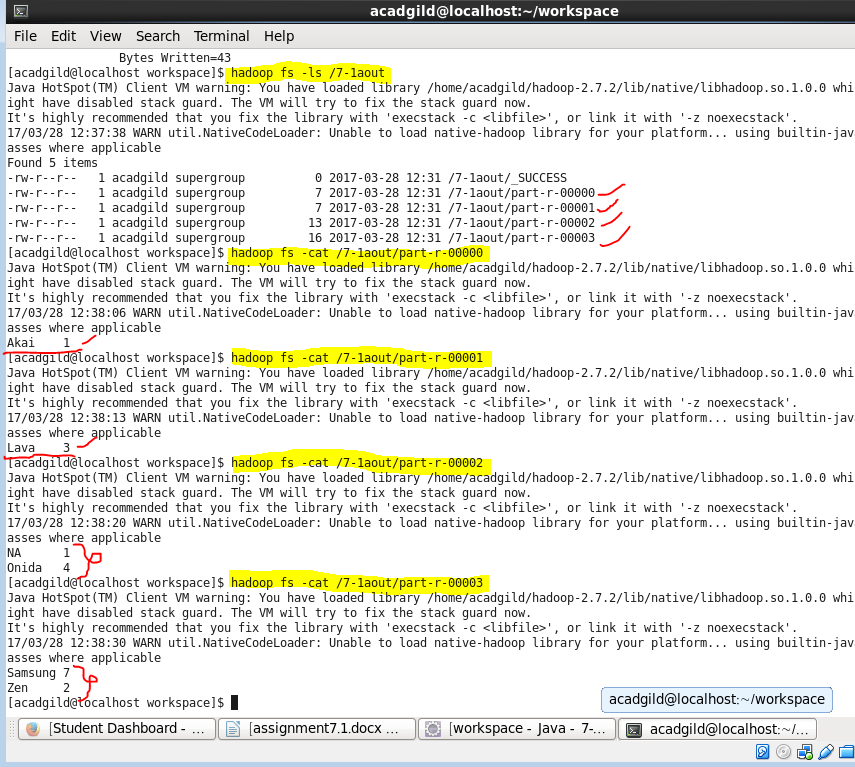 acadgild@localhost:~/workspace
File Edit View Search Terminal Help
Bytes Written=43
[acadgild@localhost workspace]$ hadoop fs -ls /7-1aout
Java HotSpot(TM) Client VM warning: You have loaded library /home/acadgild/hadoop-2.7.2/lib/native/libhadoop.so.1.0.0 whi
ight have disabled stack guard. The VM will try to fix the stack guard now.
It's highly recommended that you fix the library with 'execstack -c <libfile>', or link it with '-z noexecstack'.
17/03/28 12:37:38 WARN util.NativeCodeLoader: Unable to load native-hadoop library for your platform... using builtin-jav
asses where applicable
Found 5 items
-rw-r--r-- 1 acadgild supergroup 0 2017-03-28 12:31 /7-1aout/_SUCCESS
-rw-r--r-- 1 acadgild supergroup 7 2017-03-28 12:31 /7-1aout/part-r-00000
-rw-r--r-- 1 acadgild supergroup 7 2017-03-28 12:31 /7-1aout/part-r-00001
-rw-r--r-- 1 acadgild supergroup 13 2017-03-28 12:31 /7-1aout/part-r-00002
-rw-r--r-- 1 acadgild supergroup 16 2017-03-28 12:31 /7-1aout/part-r-00003
[acadgild@localhost workspace]$ hadoop fs -cat /7-1aout/part-r-00000
Java HotSpot(TM) Client VM warning: You have loaded library /home/acadgild/hadoop-2.7.2/lib/native/libhadoop.so.1.0.0 whi
ight have disabled stack guard. The VM will try to fix the stack guard now.
It's highly recommended that you fix the library with 'execstack -c <libfile>', or link it with '-z noexecstack'.
17/03/28 12:38:06 WARN util.NativeCodeLoader: Unable to load native-hadoop library for your platform... using builtin-jav
asses where applicable
Akai 1
[acadgild@localhost workspace]$ hadoop fs -cat /7-1aout/part-r-00001
Java HotSpot(TM) Client VM warning: You have loaded library /home/acadgild/hadoop-2.7.2/lib/native/libhadoop.so.1.0.0 whi
ight have disabled stack guard. The VM will try to fix the stack guard now.
It's highly recommended that you fix the library with 'execstack -c <libfile>', or link it with '-z noexecstack'.
17/03/28 12:38:13 WARN util.NativeCodeLoader: Unable to load native-hadoop library for your platform... using builtin-jav
asses where applicable
Lava 3
[acadgild@localhost workspace]$ hadoop fs -cat /7-1aout/part-r-00002
Java HotSpot(TM) Client VM warning: You have loaded library /home/acadgild/hadoop-2.7.2/lib/native/libhadoop.so.1.0.0 whi
ight have disabled stack guard. The VM will try to fix the stack guard now.
It's highly recommended that you fix the library with 'execstack -c <libfile>', or link it with '-z noexecstack'.
17/03/28 12:38:20 WARN util.NativeCodeLoader: Unable to load native-hadoop library for your platform... using builtin-jav
asses where applicable
NA 1
Onida 4
[acadgild@localhost workspace]$ hadoop fs -cat /7-1aout/part-r-00003
Java HotSpot(TM) Client VM warning: You have loaded library /home/acadgild/hadoop-2.7.2/lib/native/libhadoop.so.1.0.0 whi
ight have disabled stack guard. The VM will try to fix the stack guard now.
It's highly recommended that you fix the library with 'execstack -c <libfile>', or link it with '-z noexecstack'.
17/03/28 12:38:30 WARN util.NativeCodeLoader: Unable to load native-hadoop library for your platform... using builtin-jav
asses where applicable
Samsung 7
Zen 2
[acadgild@localhost workspace]$
acadgild@localhost:~/workspace
[Student Dashboard - ... [assignment7.1.docx ... [workspace - Java - 7-... acadgild@localhost:~/...